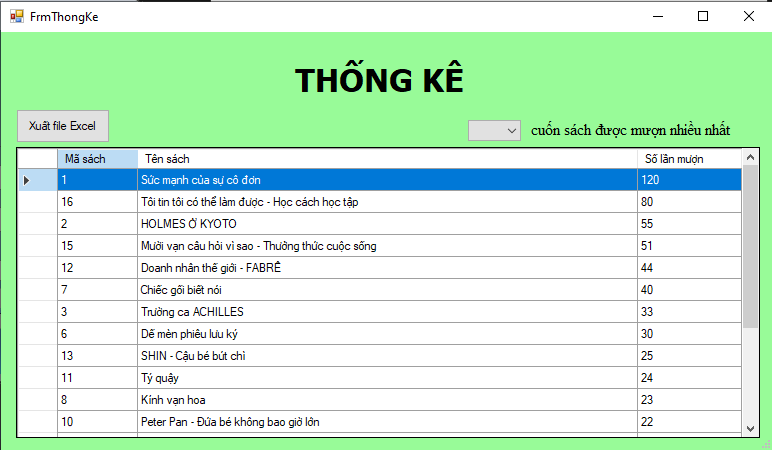 FrmThongKe
THỐNG KÊ
Xuất file Excel
cuốn sách được mượn nhiều nhất
Mã sách Tên sách Số lần mượn
1 Sức mạnh của sự cô đơn 120
16 Tôi tin tôi có thể làm được - Học cách học tập 80
2 HOLMES Ở KYOTO 55
15 Mười vạn câu hỏi vì sao - Thưởng thức cuộc sống 51
12 Doanh nhân thế giới - FABRÊ 44
7 Chiếc gối biết nói 40
3 Trường ca ACHILLES 33
6 Dế mèn phiêu lưu ký 30
13 SHIN - Cậu bé bút chì 25
11 Tý quậy 24
8 Kính vạn hoa 23
10 Peter Pan - Đứa bé không bao giờ lớn 22